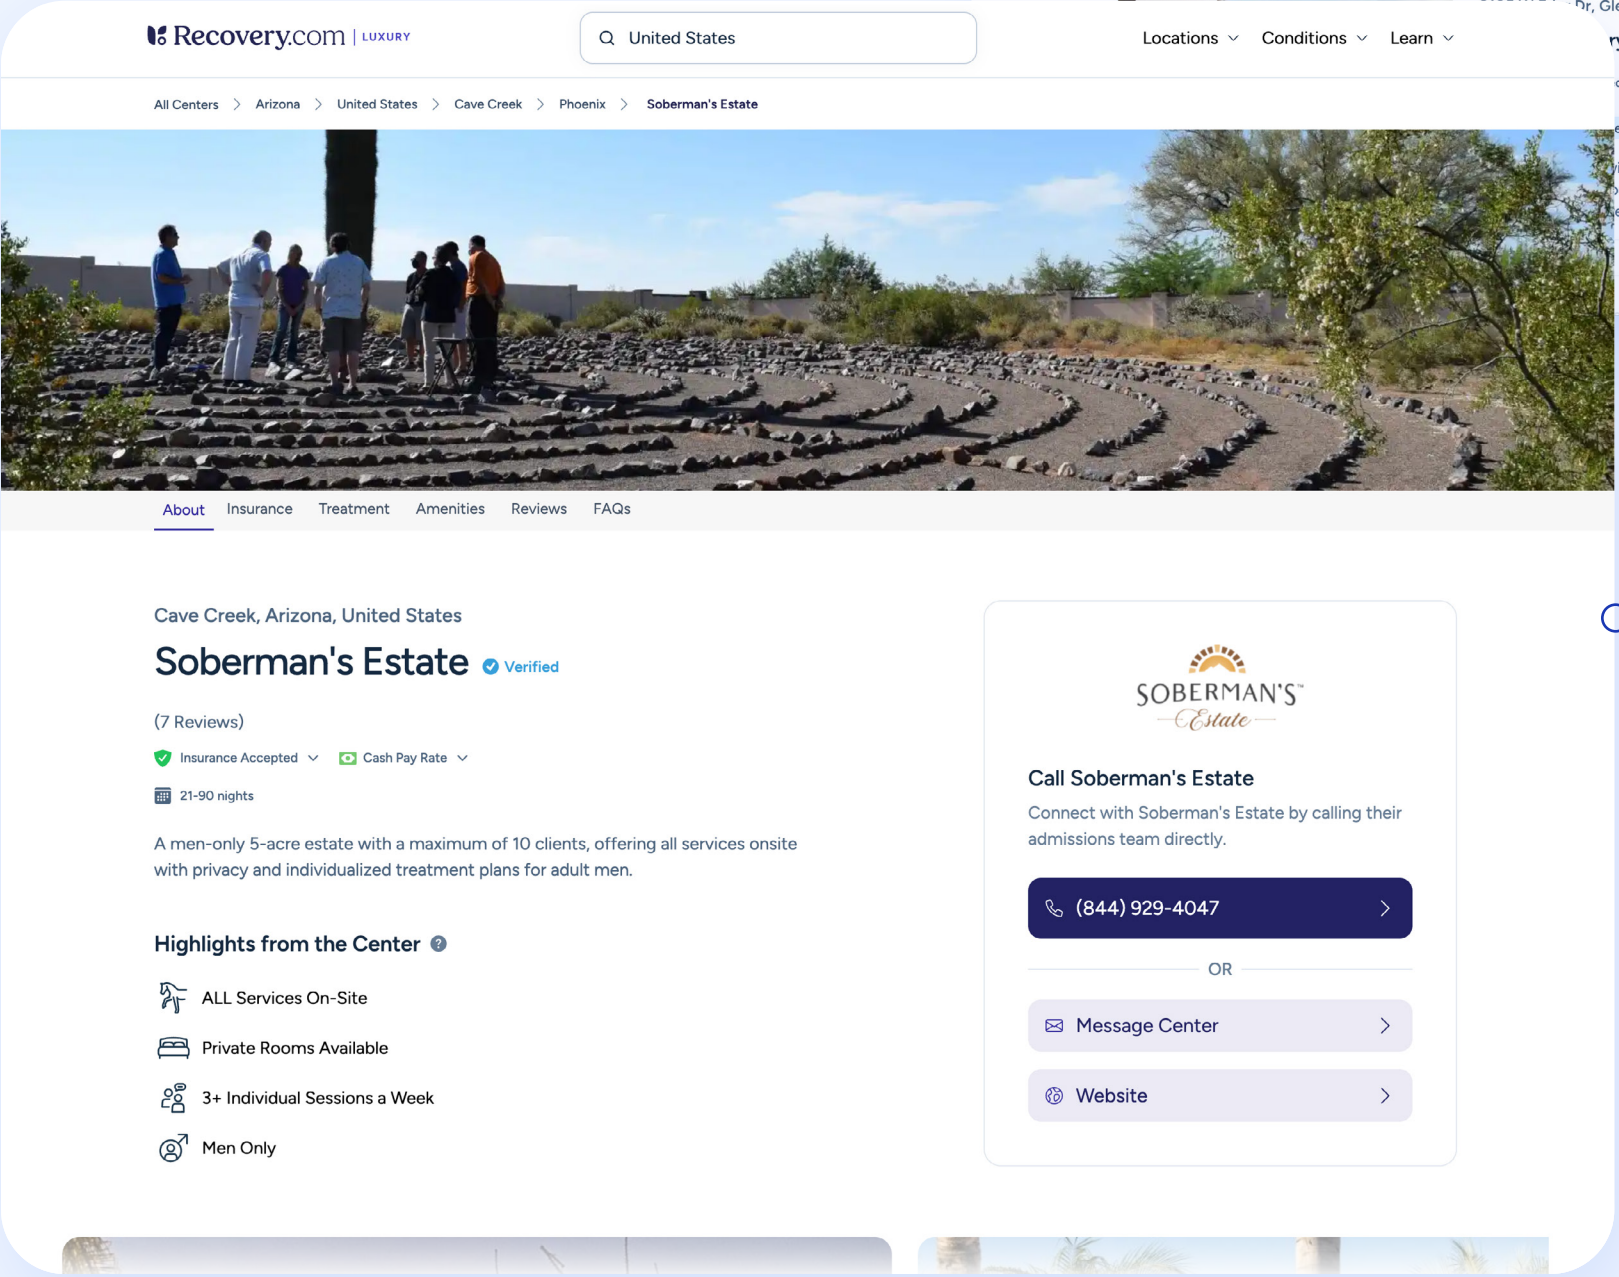 Recovery.com | LUXURY
United States
Locations
Conditions
Learn
All Centers
Arizona
United States
Cave Creek
Phoenix
Soberman's Estate
About
Insurance
Treatment
Amenities
Reviews
FAQs
Cave Creek, Arizona, United States
Soberman's Estate
Verified
(7 Reviews)
Insurance Accepted
Cash Pay Rate
21-90 nights
A men-only 5-acre estate with a maximum of 10 clients, offering all services onsite
with privacy and individualized treatment plans for adult men.
Highlights from the Center
?
ALL Services On-Site
Private Rooms Available
3+ Individual Sessions a Week
Men Only
SOBERMAN'S™
Estate
Call Soberman's Estate
Connect with Soberman's Estate by calling their
admissions team directly.
(844) 929-4047
OR
Message Center
Website